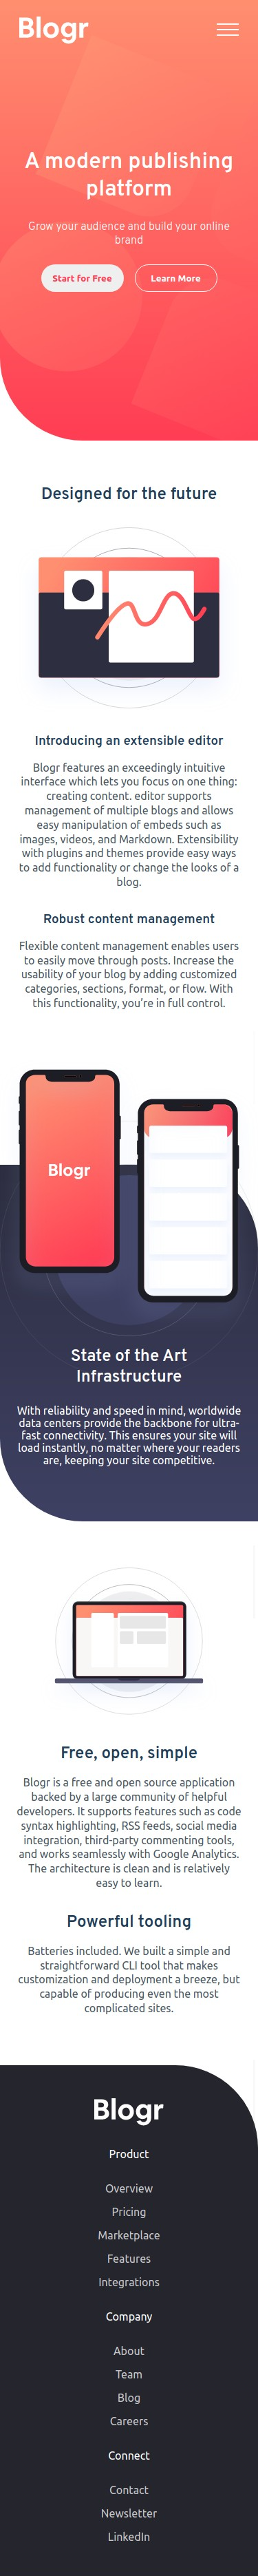 Blogr
A modern publishing
platform
Grow your audience and build your online
brand
Start for Free
Learn More
Designed for the future
Introducing an extensible editor
Blogr features an exceedingly intuitive
interface which lets you focus on one thing:
creating content. editor supports
management of multiple blogs and allows
easy manipulation of embeds such as
images, videos, and Markdown. Extensibility
with plugins and themes provide easy ways
to add functionality or change the looks of a
blog.
Robust content management
Flexible content management enables users
to easily move through posts. Increase the
usability of your blog by adding customized
categories, sections, format, or flow. With
this functionality, you’re in full control.
Blogr
State of the Art
Infrastructure
With reliability and speed in mind, worldwide
data centers provide the backbone for ultra-
fast connectivity. This ensures your site will
load instantly, no matter where your readers
are, keeping your site competitive.
Free, open, simple
Blogr is a free and open source application
backed by a large community of helpful
developers. It supports features such as code
syntax highlighting, RSS feeds, social media
integration, third-party commenting tools,
and works seamlessly with Google Analytics.
The architecture is clean and is relatively
easy to learn.
Powerful tooling
Batteries included. We built a simple and
straightforward CLI tool that makes
customization and deployment a breeze, but
capable of producing even the most
complicated sites.
Blogr
Product
Overview
Pricing
Marketplace
Features
Integrations
Company
About
Team
Blog
Careers
Connect
Contact
Newsletter
LinkedIn